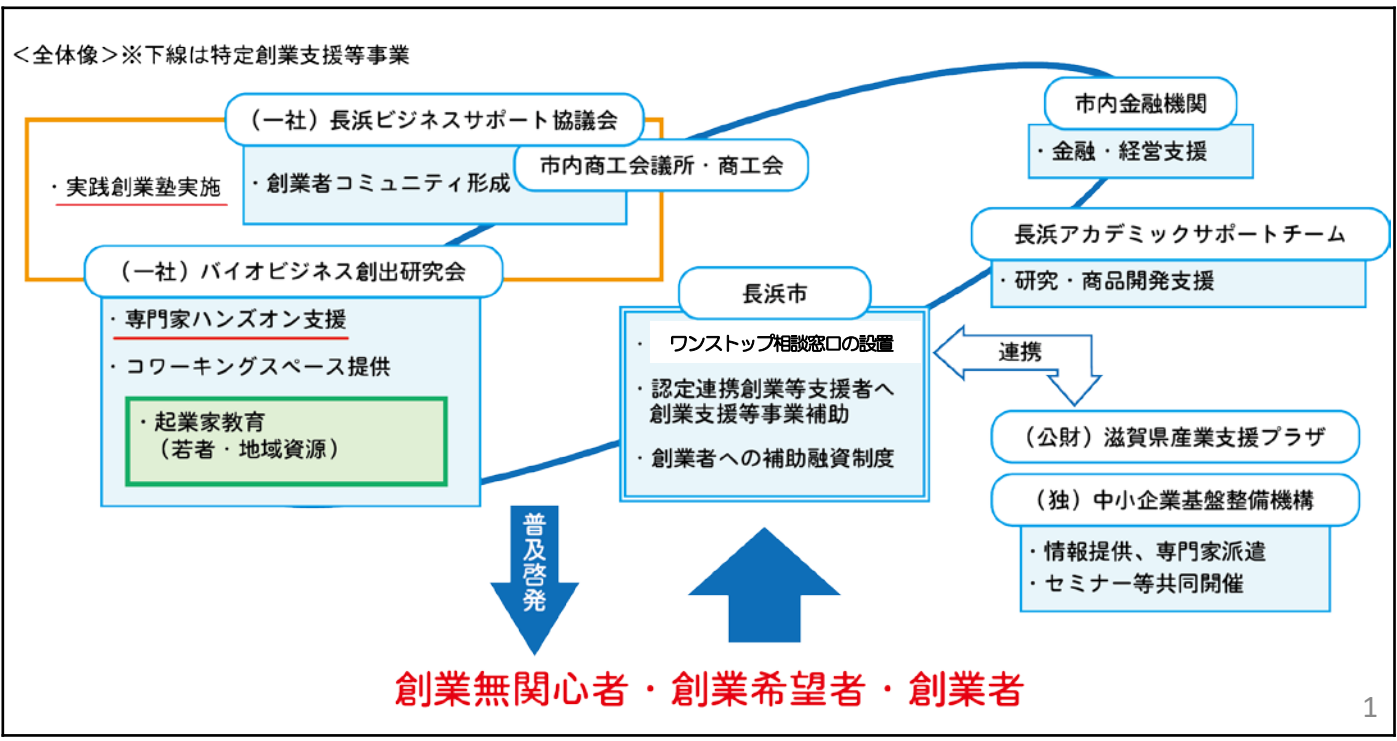 ＜全体像＞※下線は特定創業支援等事業
（一社）長浜ビジネスサポート協議会
市内商工会議所・商工会
・実践創業塾実施
・創業者コミュニティ形成
（一社）バイオビジネス創出研究会
・専門家ハンズオン支援
・コワーキングスペース提供
・起業家教育
（若者・地域資源）
長浜市
・ワンストップ相談窓口の設置
・認定連携創業等支援者へ
創業支援等事業補助
・創業者への補助融資制度
市内金融機関
・金融・経営支援
長浜アカデミックサポートチーム
・研究・商品開発支援
連携
（公財）滋賀県産業支援プラザ
（独）中小企業基盤整備機構
・情報提供、専門家派遣
・セミナー等共同開催
普及啓発
創業無関心者・創業希望者・創業者
1